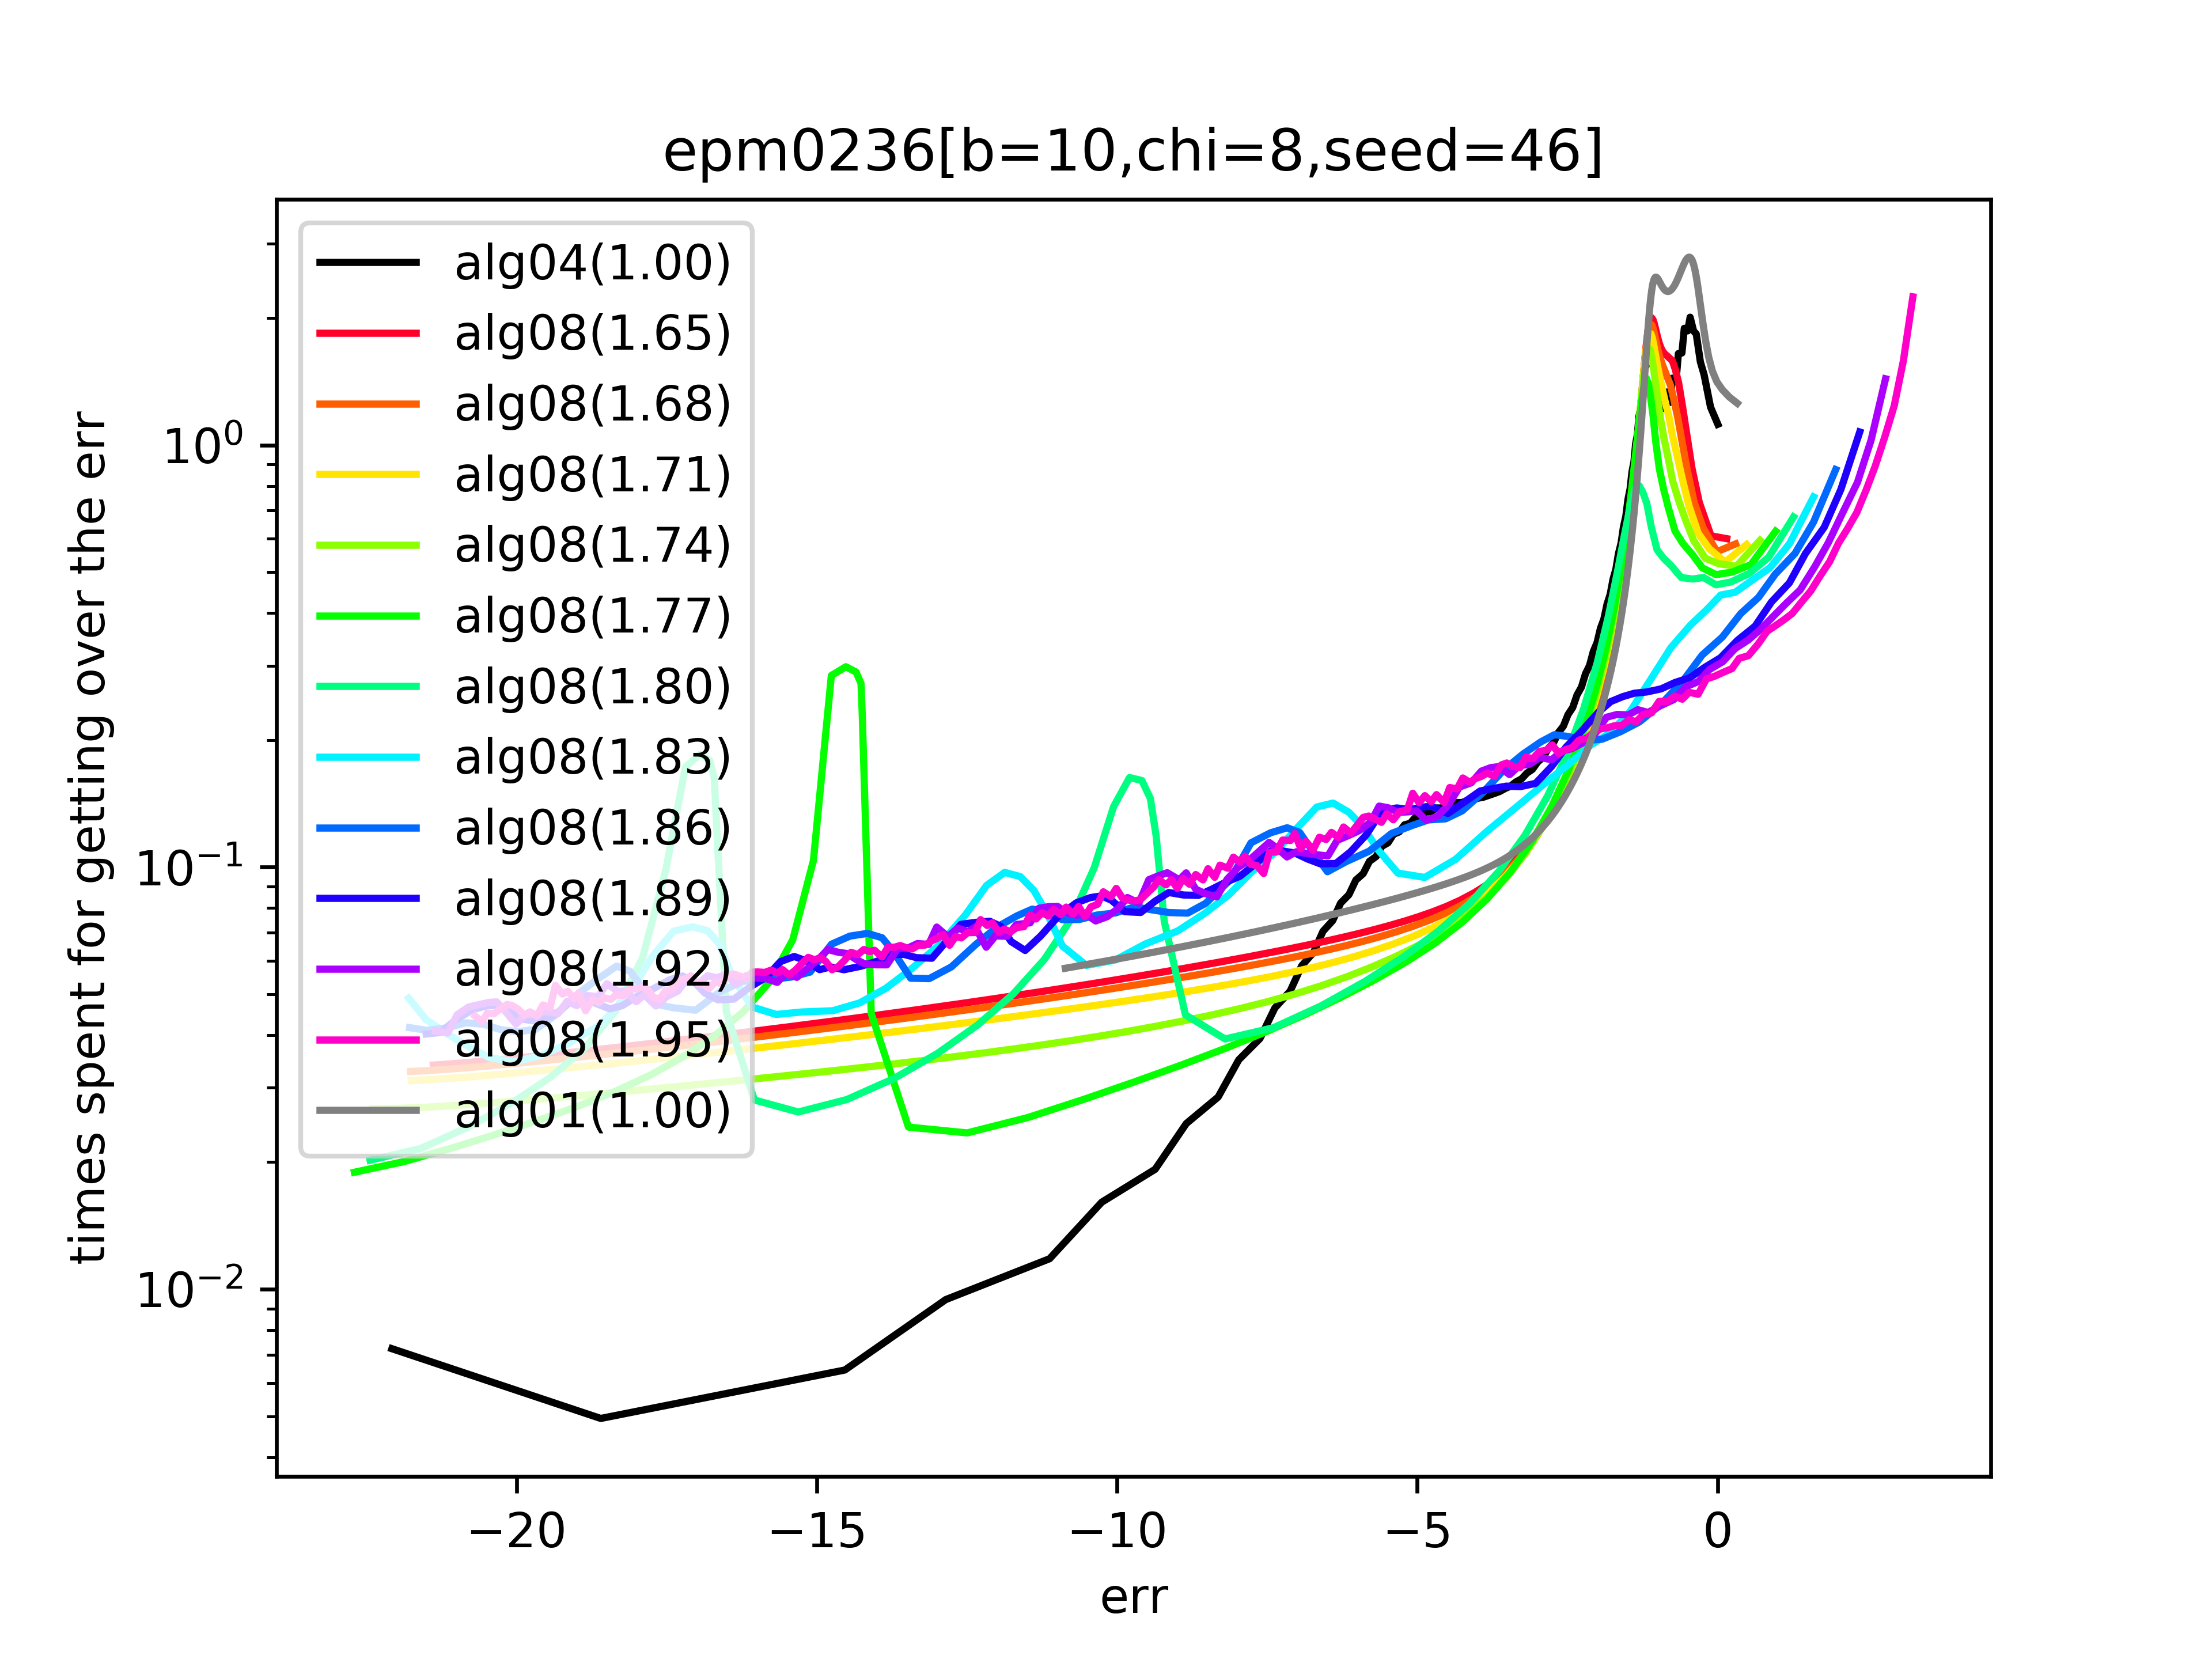 epm0236[b=10,chi=8,seed=46]
times spent for getting over the err
10⁰
10⁻¹
10⁻²
alg04(1.00)
alg08(1.65)
alg08(1.68)
alg08(1.71)
alg08(1.74)
alg08(1.77)
alg08(1.80)
alg08(1.83)
alg08(1.86)
alg08(1.89)
alg08(1.92)
alg08(1.95)
alg01(1.00)
−20 −15 −10 −5 0
err